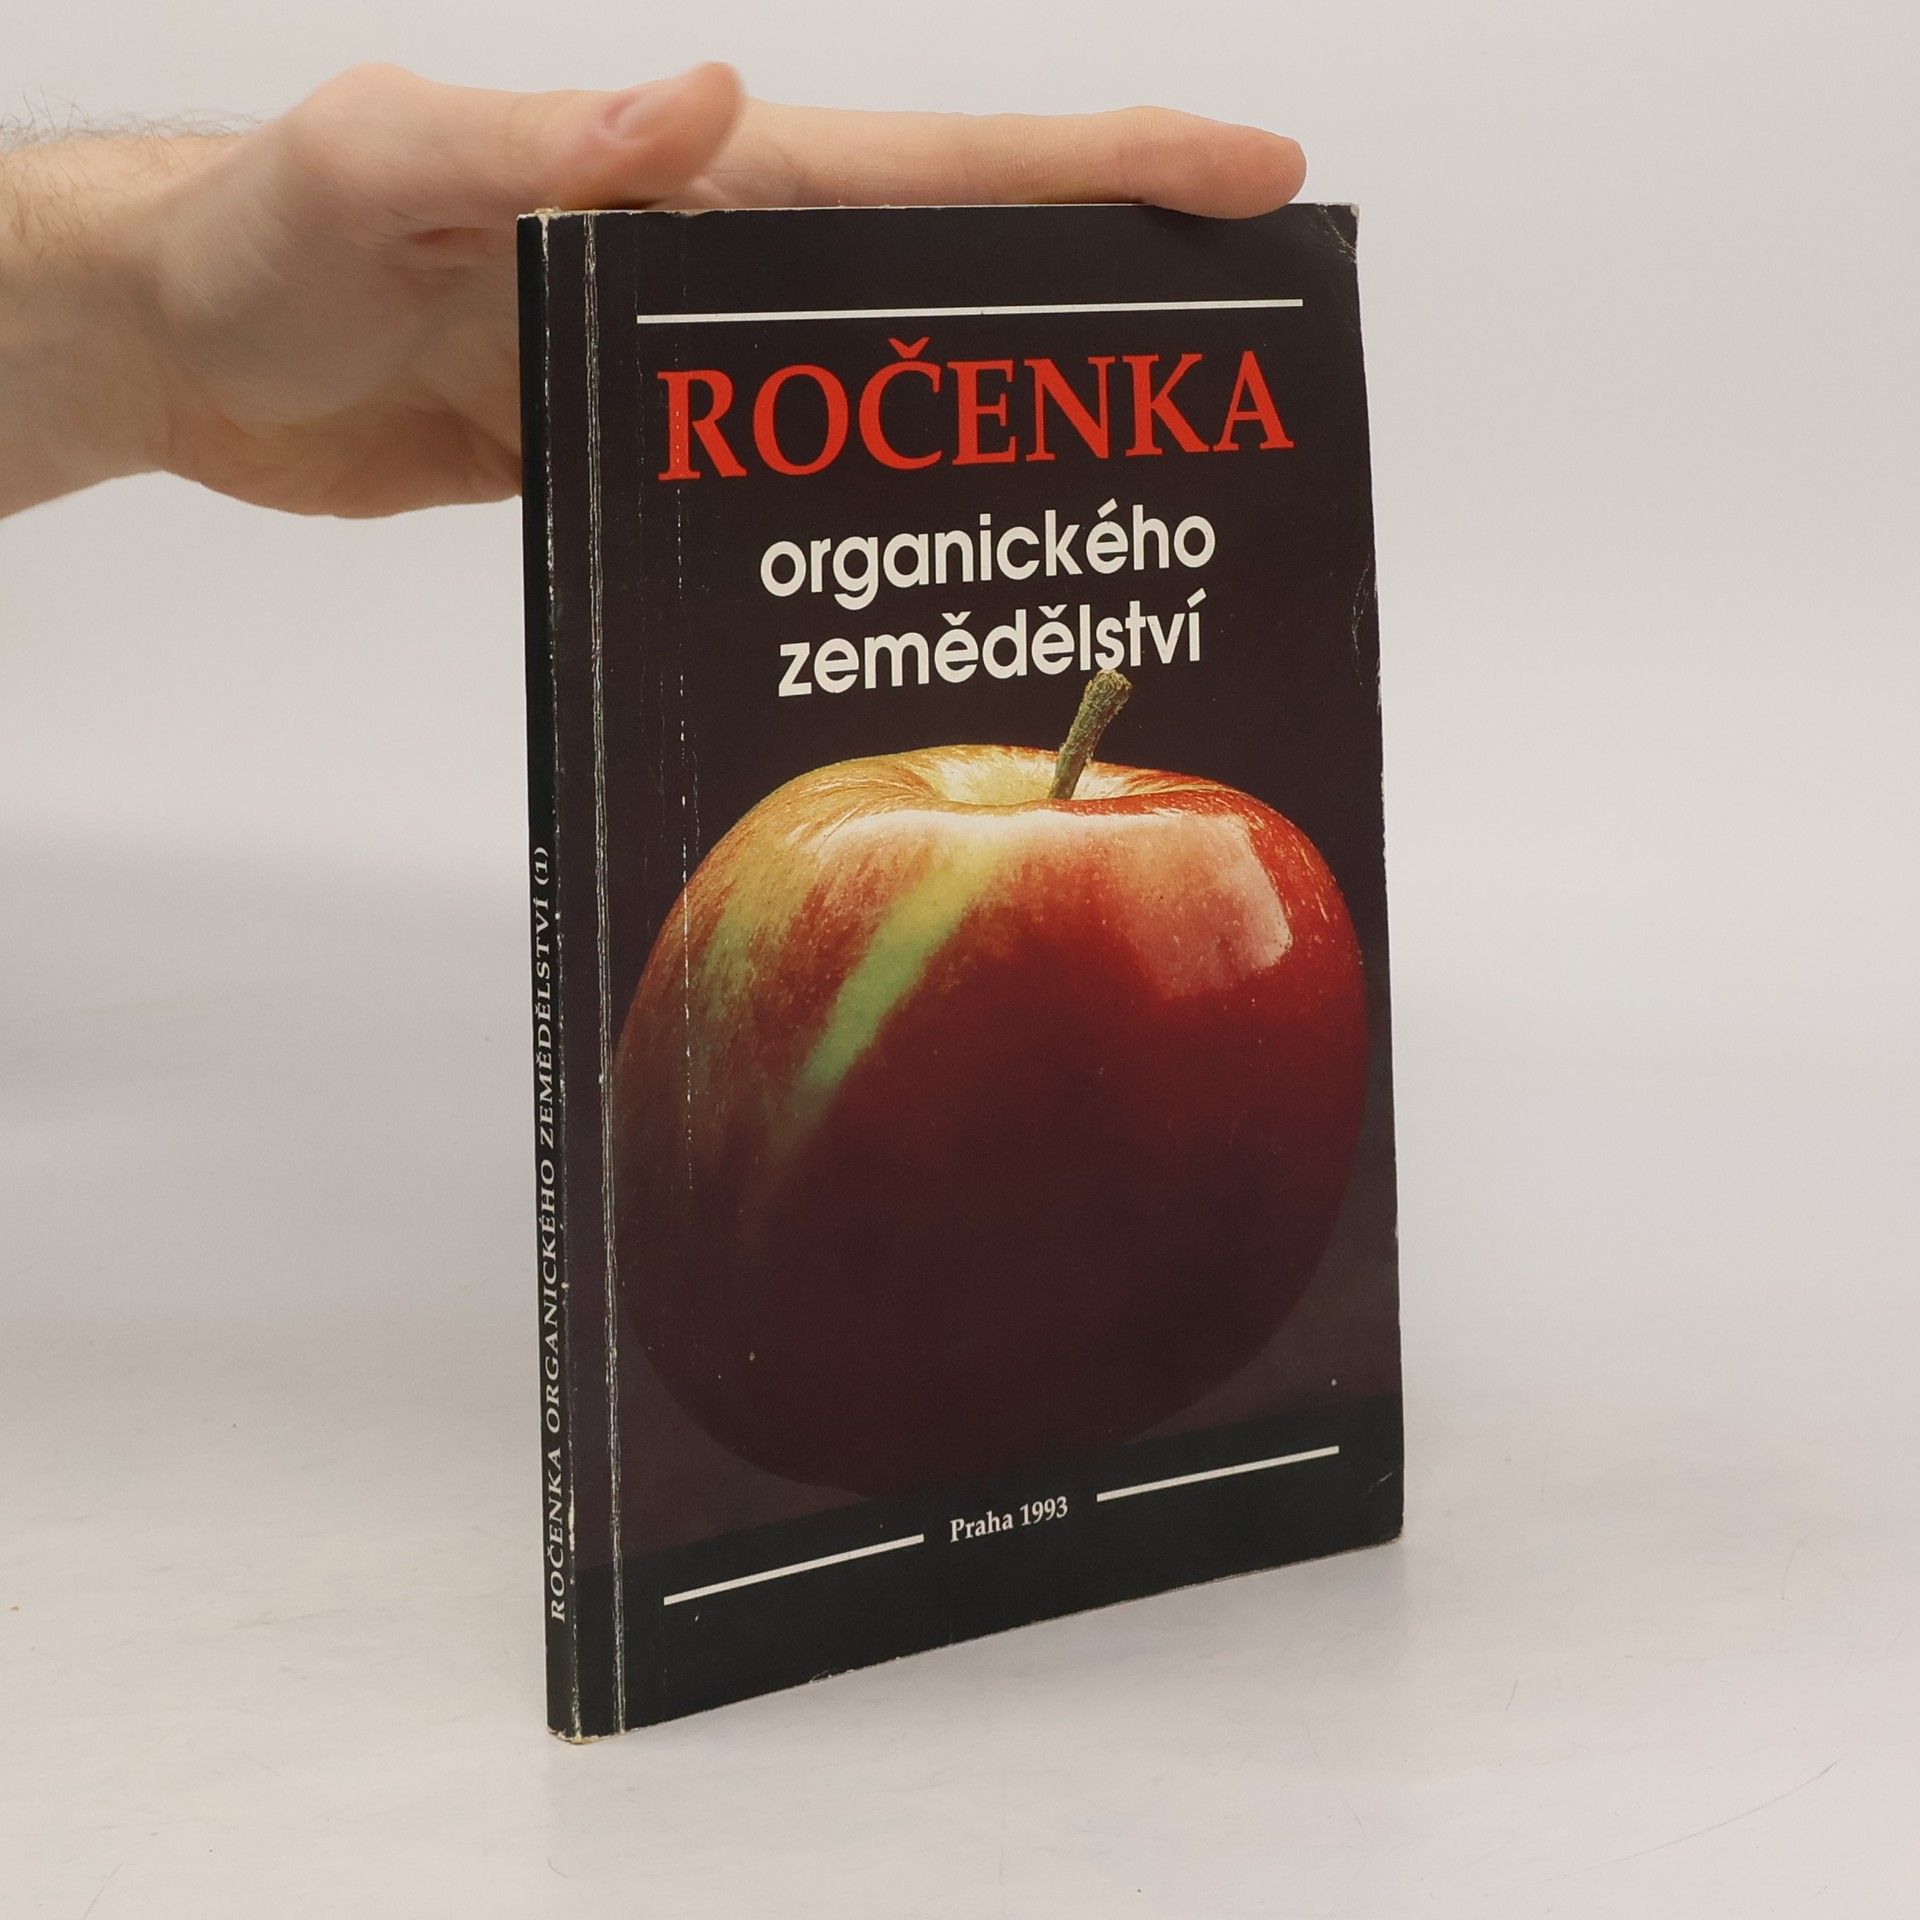 ROČENKA
organického
zemědělství
Praha 1993
ROČENKA ORGANICKÉHO ZEMĚDĚLSTVÍ (1)